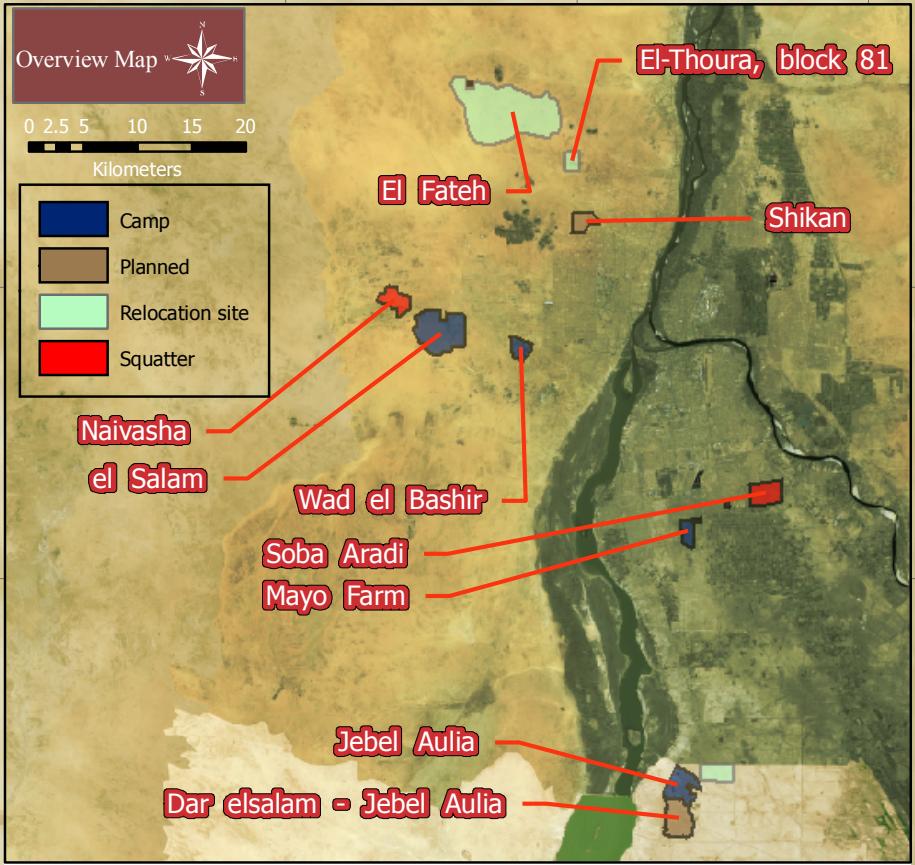 Overview Map
N
W
E
S
0 2.5 5 10 15 20
Kilometers
Camp
Planned
Relocation site
Squatter
El-Thoura, block 81
El Fateh
Shikan
Naivasha
el Salam
Wad el Bashir
Soba Aradi
Mayo Farm
Jebel Aulia
Dar elsalam - Jebel Aulia